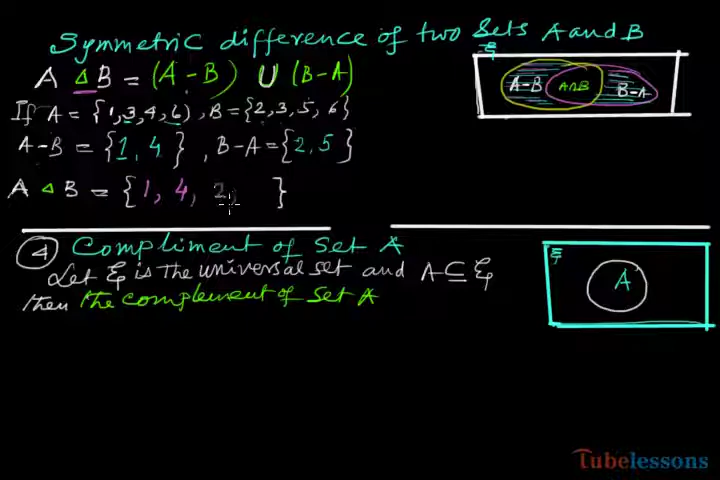 Symmetric difference of two Sets A and B
ξ
A Δ B = (A - B) ∪ (B - A)
A-B A∩B B-A
If A = {1, 3, 4, 6}, B = {2, 3, 5, 6}
A - B = {1, 4}, B - A = {2, 5}
A Δ B = {1, 4, 2, }
④ Compliment of Set A
ξ
Let ξ is the universal set and A ⊆ ξ
A
then the complement of Set A
Tubelessons